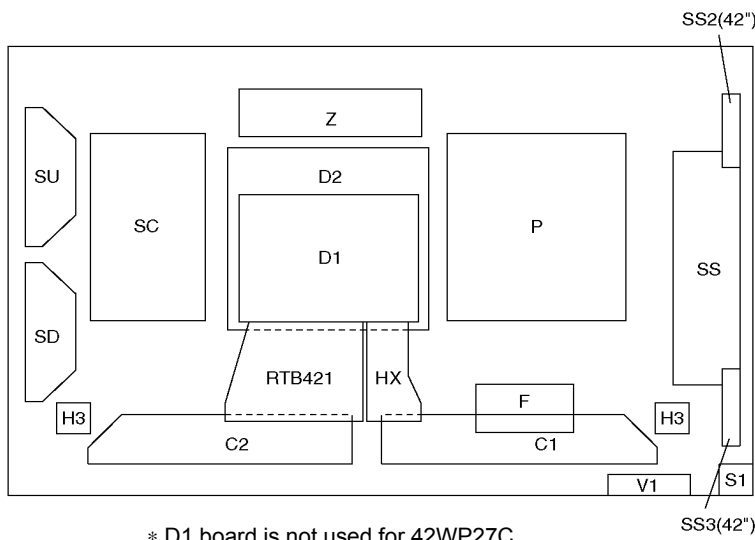 SS2(42")
Z
SU
D2
SC
P
D1
SS
SD
RTB421
HX
F
H3
H3
C2
C1
V1
S1
SS3(42")
* D1 board is not used for 42WP27C